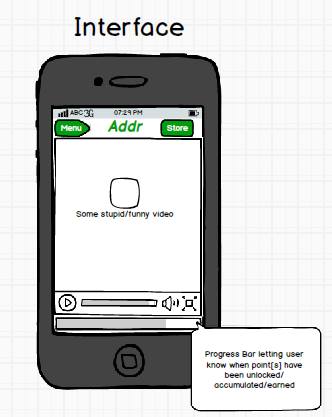 Interface
ABC 3G 07:29 PM
Menu Addr Store
Some stupid/funny video
Progress Bar letting user
know when point(s) have
been unlocked/
accumulated/earned